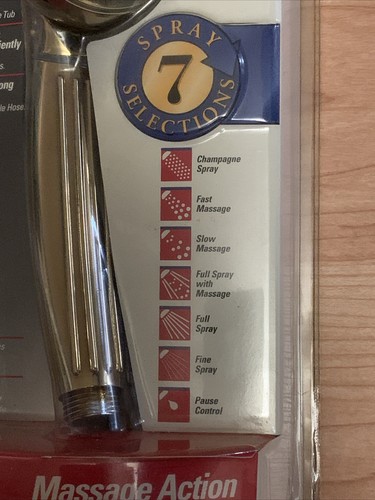 e Tub
iently
s.
ong
le Hose.
SPRAY
7
SELECTIONS
Champagne
Spray
Fast
Massage
Slow
Massage
Full Spray
with
Massage
Full
Spray
Fine
Spray
Pause
Control
Massage Action